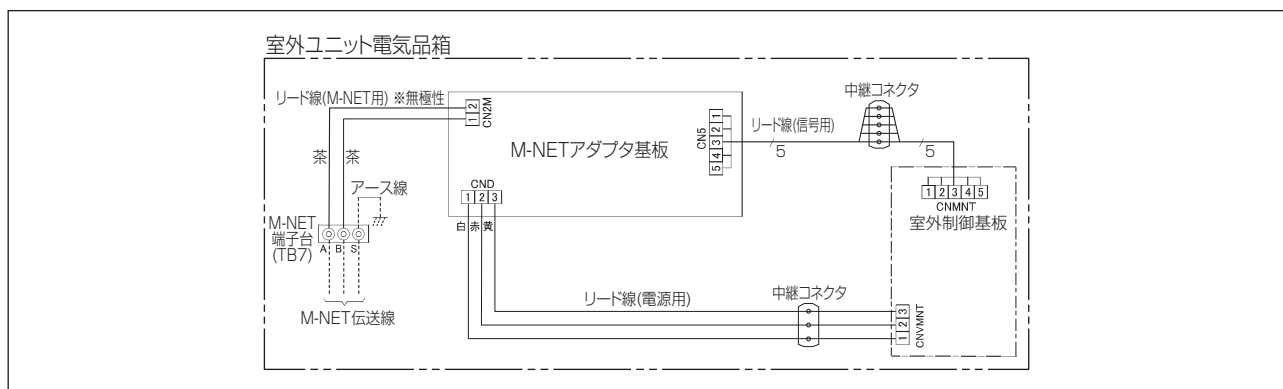 室外ユニット電気品箱
リード線(M-NET用) ※無極性
中継コネクタ
1 2
CN2M
M-NETアダプタ基板
CN5
5 4 3 2 1
リード線(信号用)
5
5
茶
茶
アース線
CND
1 2 3
白 赤 黄
1 2 3 4 5
CNMNT
室外制御基板
M-NET
端子台
(TB7)
A B S
M-NET伝送線
リード線(電源用)
中継コネクタ
1 2 3
CNVMNT